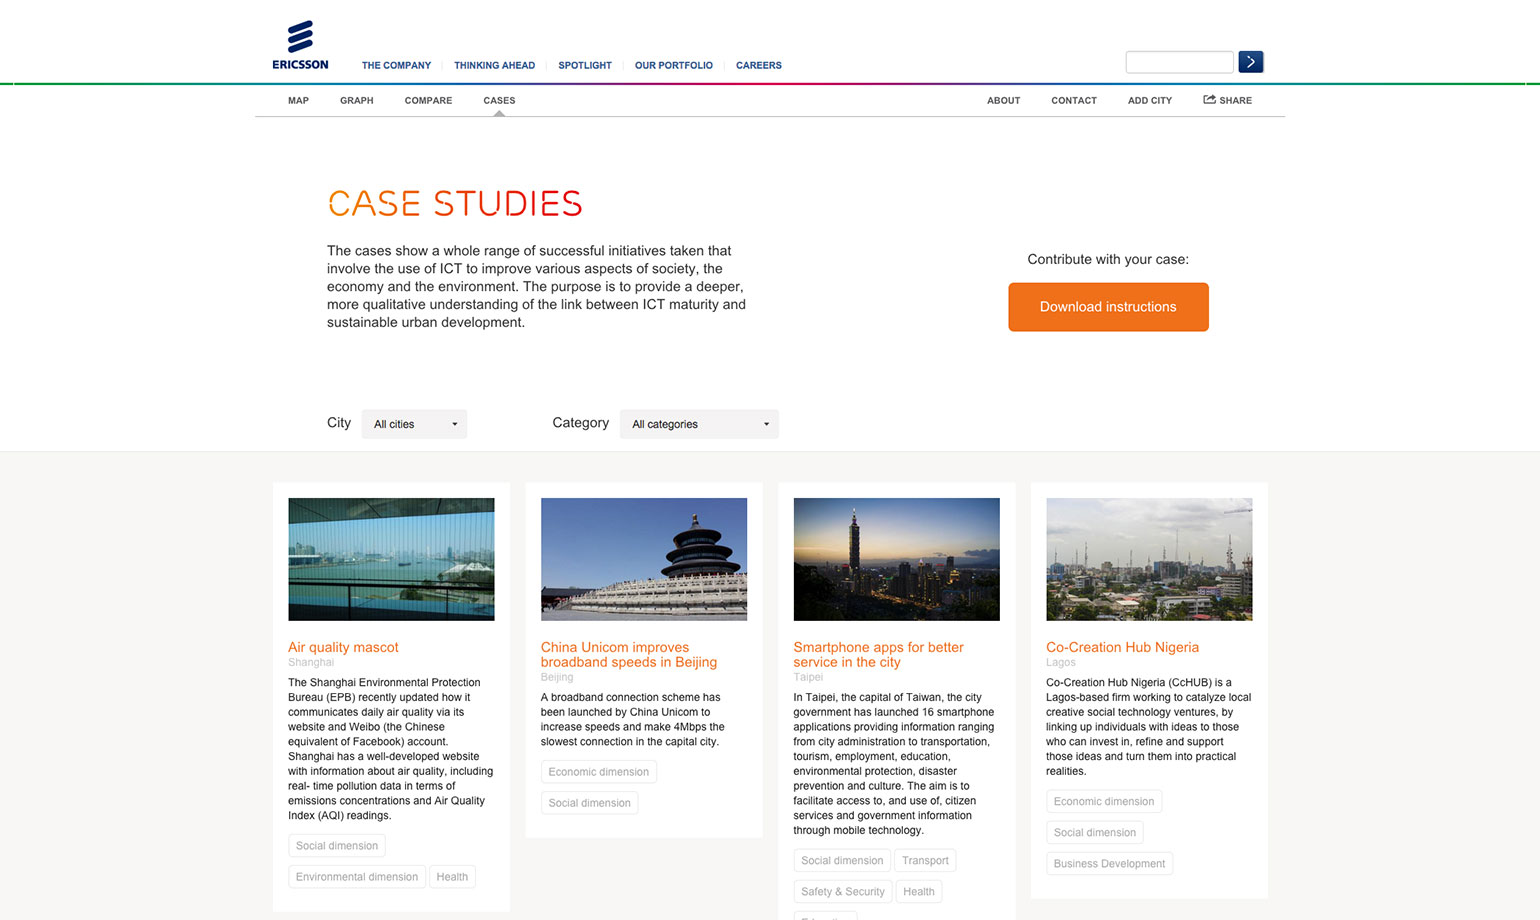 ERICSSON
THE COMPANY
THINKING AHEAD
SPOTLIGHT
OUR PORTFOLIO
CAREERS
MAP
GRAPH
COMPARE
CASES
ABOUT
CONTACT
ADD CITY
SHARE
CASE STUDIES
The cases show a whole range of successful initiatives taken that
involve the use of ICT to improve various aspects of society, the
economy and the environment. The purpose is to provide a deeper,
more qualitative understanding of the link between ICT maturity and
sustainable urban development.
Contribute with your case:
Download instructions
City
All cities
Category
All categories
Air quality mascot
Shanghai
The Shanghai Environmental Protection
Bureau (EPB) recently updated how it
communicates daily air quality via its
website and Weibo (the Chinese
equivalent of Facebook) account.
Shanghai has a well-developed website
with information about air quality, including
real- time pollution data in terms of
emissions concentrations and Air Quality
Index (AQI) readings.
Social dimension
Environmental dimension
Health
China Unicom improves
broadband speeds in Beijing
Beijing
A broadband connection scheme has
been launched by China Unicom to
increase speeds and make 4Mbps the
slowest connection in the capital city.
Economic dimension
Social dimension
Smartphone apps for better
service in the city
Taipei
In Taipei, the capital of Taiwan, the city
government has launched 16 smartphone
applications providing information ranging
from city administration to transportation,
tourism, employment, education,
environmental protection, disaster
prevention and culture. The aim is to
facilitate access to, and use of, citizen
services and government information
through mobile technology.
Social dimension
Transport
Safety & Security
Health
Co-Creation Hub Nigeria
Lagos
Co-Creation Hub Nigeria (CcHUB) is a
Lagos-based firm working to catalyze local
creative social technology ventures, by
linking up individuals with ideas to those
who can invest in, refine and support
those ideas and turn them into practical
realities.
Economic dimension
Social dimension
Business Development